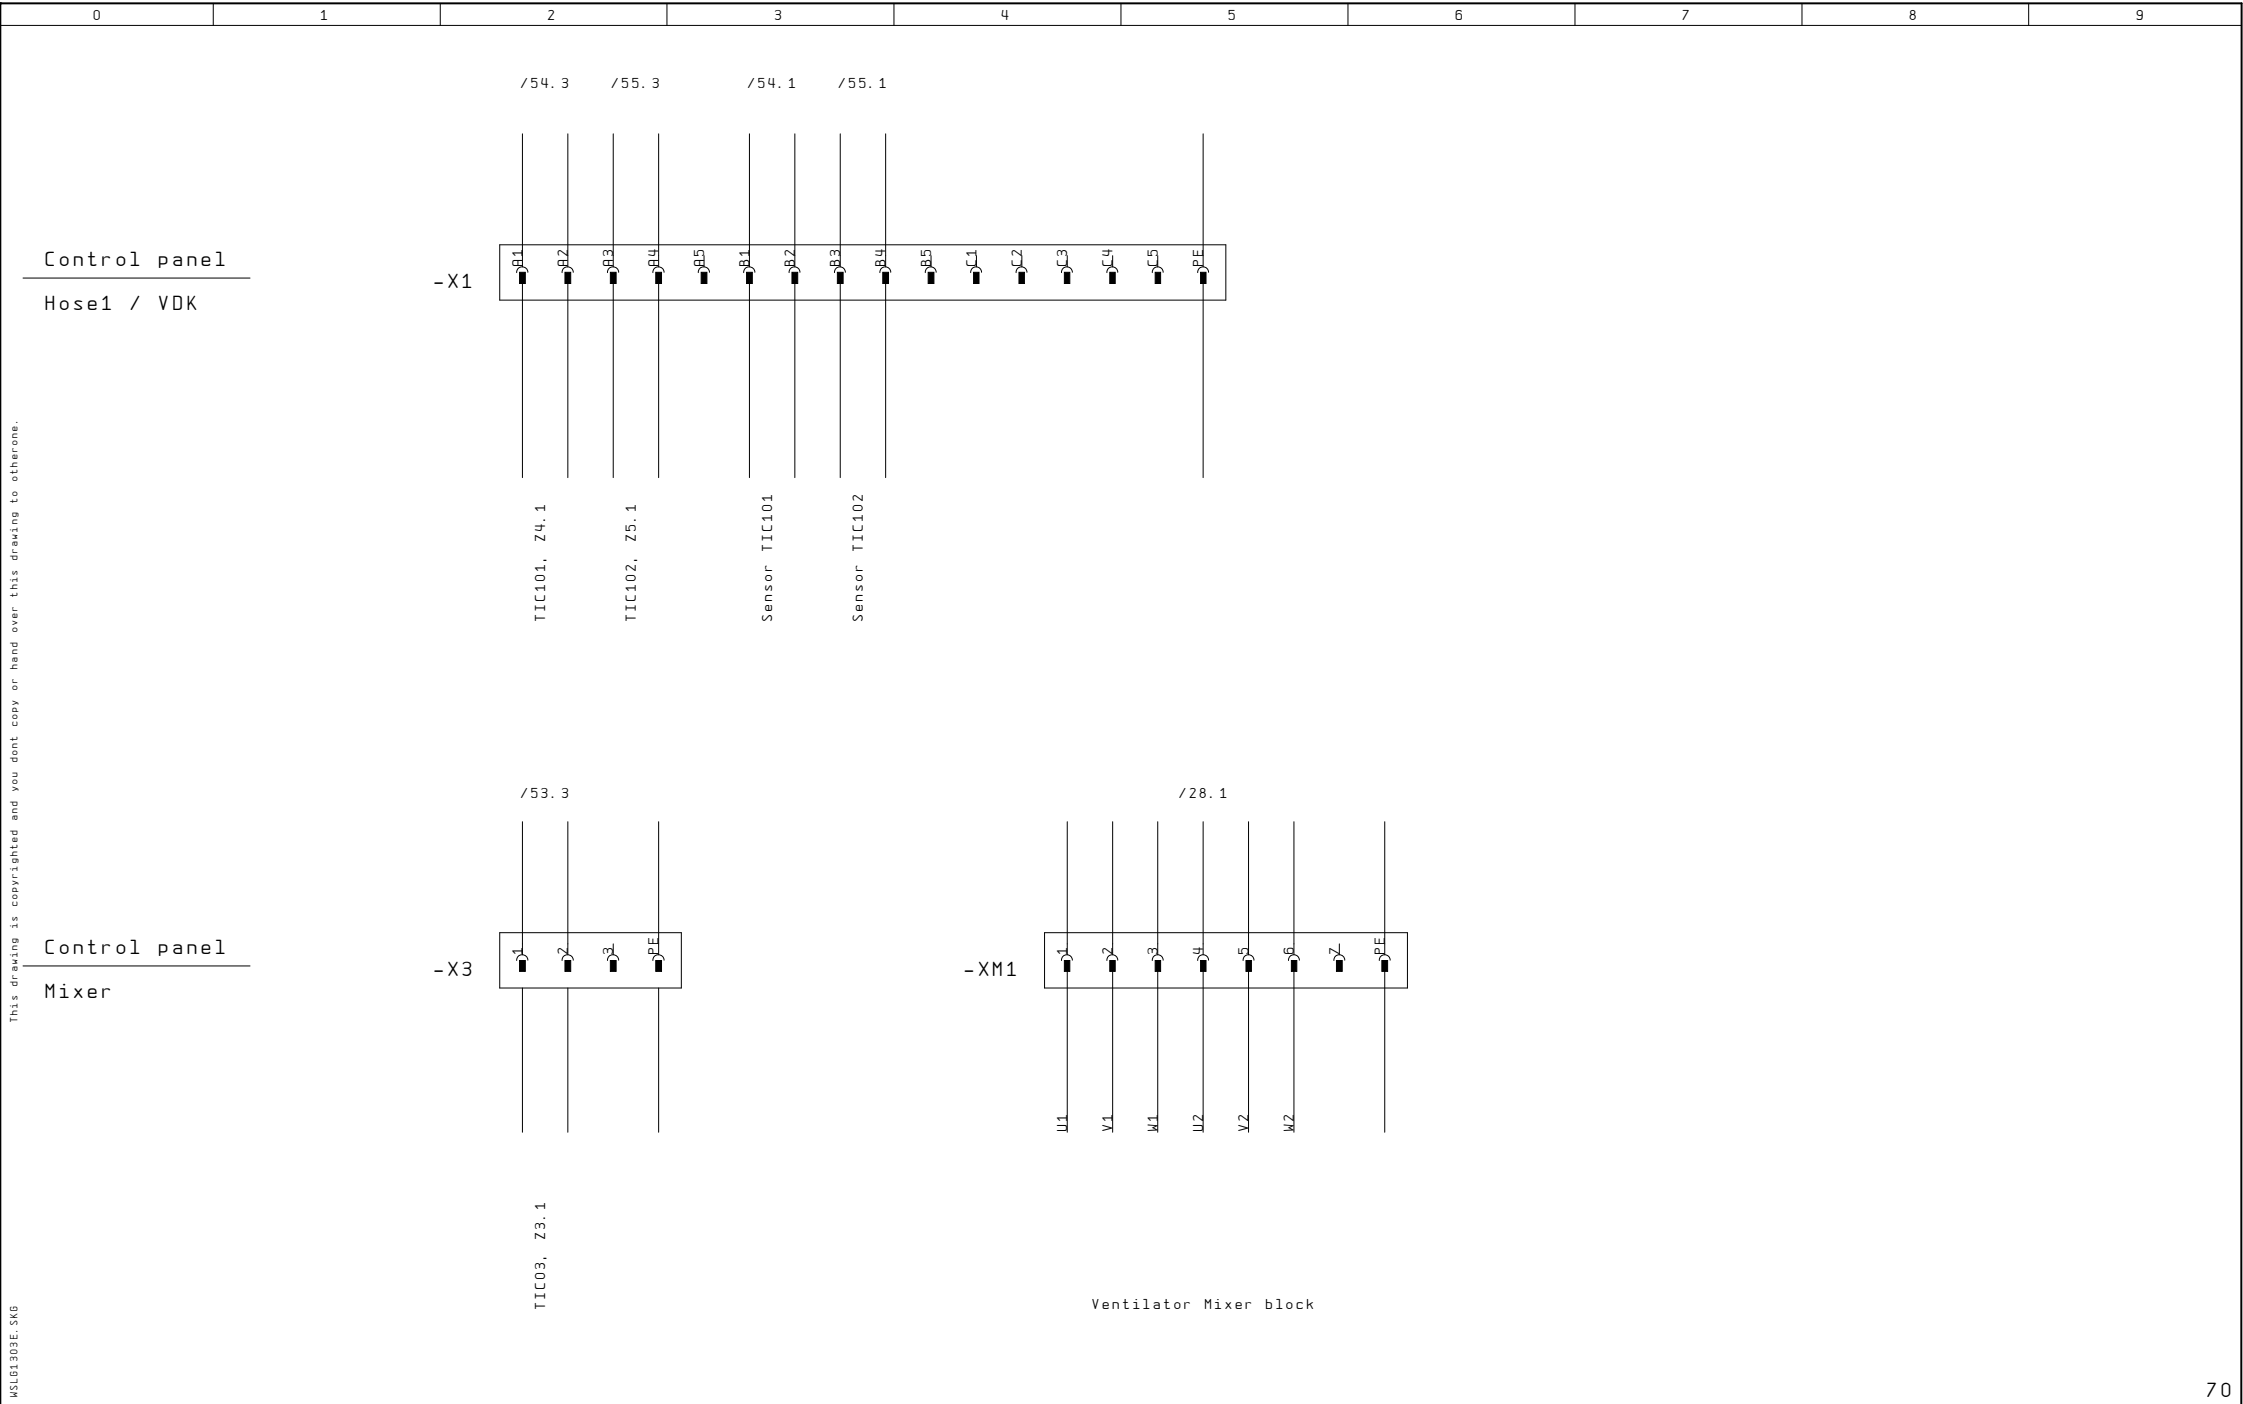 0 1 2 3 4 5 6 7 8 9
/54.3 /55.3 /54.1 /55.1
Control panel
Hose1 / VDK
-X1
A1 A2 A3 A4 A5 B1 B2 B3 B4 B5 C1 C2 C3 C4 C5 PE
TIC101, Z4.1
TIC102, Z5.1
Sensor TIC101
Sensor TIC102
/53.3
/28.1
Control panel
Mixer
-X3
1 2 3 PE
-XM1
1 2 3 4 5 6 7 PE
U1 V1 W1 U2 V2 W2
TIC03, Z3.1
Ventilator Mixer block
This drawing is copyrighted and you dont copy or hand over this drawing to otherone.
WSLG1303E.SKG
70